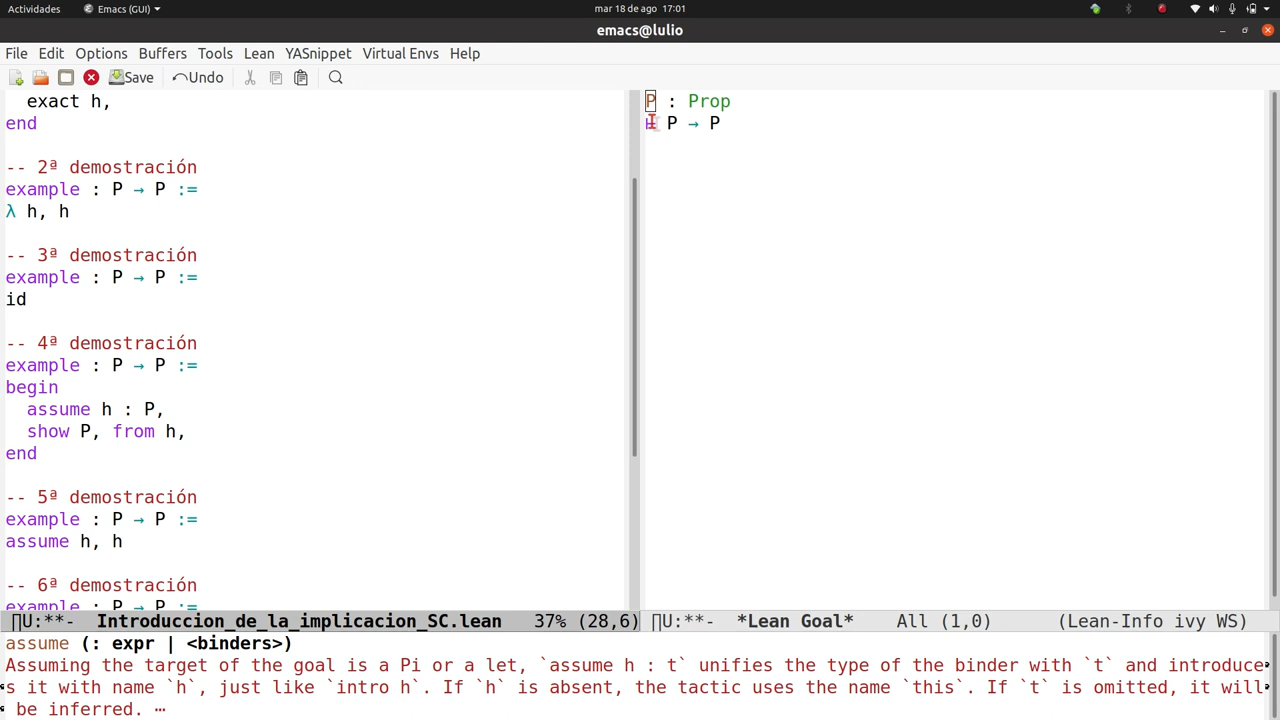 Actividades Emacs (GUI) mar 18 de ago 17:01
emacs@lulio
File Edit Options Buffers Tools Lean YASnippet Virtual Envs Help
Save Undo
exact h,
end
-- 2ª demostración
example : P → P :=
λ h, h
-- 3ª demostración
example : P → P :=
id
-- 4ª demostración
example : P → P :=
begin
assume h : P,
show P, from h,
end
-- 5ª demostración
example : P → P :=
assume h, h
-- 6ª demostración
example : P → P :=
U:**- Introduccion_de_la_implicacion_SC.lean 37% (28,6)
P : Prop
⊢ P → P
U:**- *Lean Goal* All (1,0) (Lean-Info ivy WS)
assume (: expr | <binders>)
Assuming the target of the goal is a Pi or a let, `assume h : t` unifies the type of the binder with `t` and introduce
s it with name `h`, just like `intro h`. If `h` is absent, the tactic uses the name `this`. If `t` is omitted, it will
be inferred. ⋯